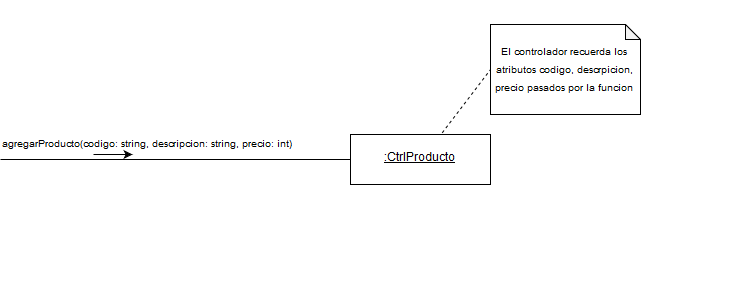 El controlador recuerda los
atributos codigo, descrpicion,
precio pasados por la funcion
agregarProducto(codigo: string, descripcion: string, precio: int)
:CtrlProducto